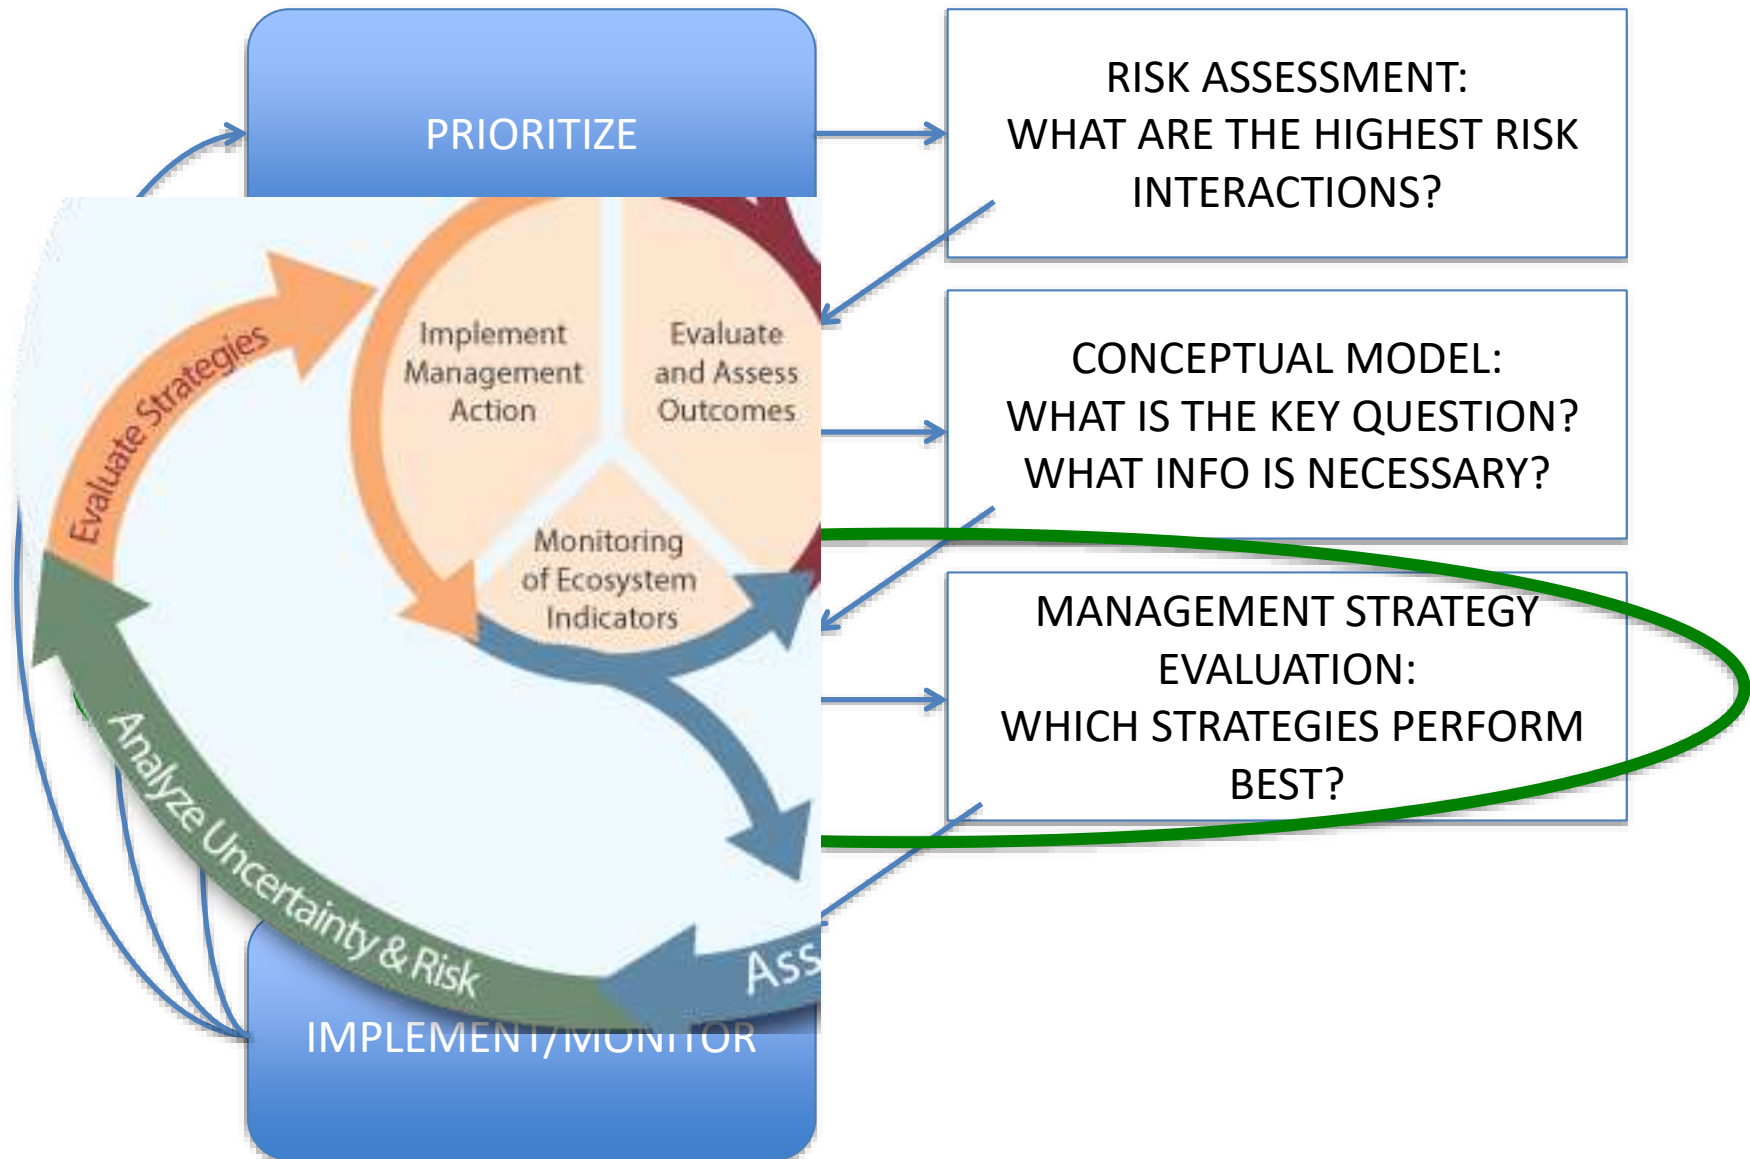 PRIORITIZE
RISK ASSESSMENT:
WHAT ARE THE HIGHEST RISK
INTERACTIONS?
Implement
Management
Action
Evaluate
and Assess
Outcomes
Monitoring
of Ecosystem
Indicators
Evaluate Strategies
Analyze Uncertainty & Risk
Ass
CONCEPTUAL MODEL:
WHAT IS THE KEY QUESTION?
WHAT INFO IS NECESSARY?
MANAGEMENT STRATEGY
EVALUATION:
WHICH STRATEGIES PERFORM
BEST?
IMPLEMENT/MONITOR